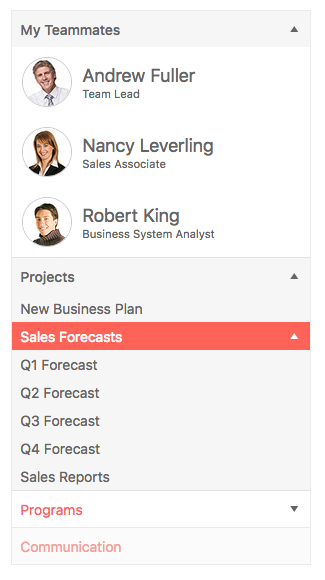 My Teammates
Andrew Fuller
Team Lead
Nancy Leverling
Sales Associate
Robert King
Business System Analyst
Projects
New Business Plan
Sales Forecasts
Q1 Forecast
Q2 Forecast
Q3 Forecast
Q4 Forecast
Sales Reports
Programs
Communication